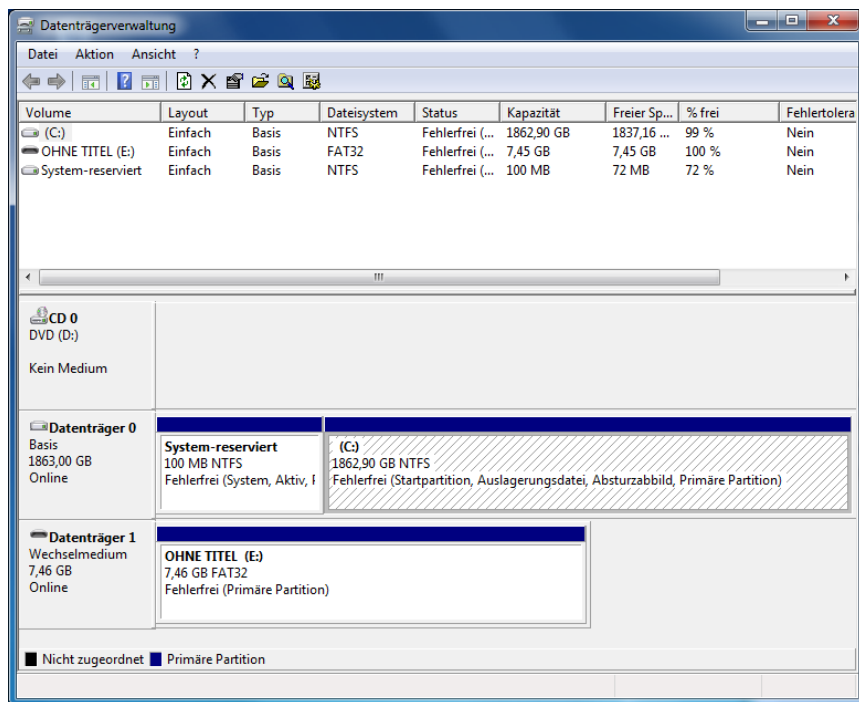 Datenträgerverwaltung
Datei Aktion Ansicht ?
Volume Layout Typ Dateisystem Status Kapazität Freier Sp... % frei Fehlertolera
(C:) Einfach Basis NTFS Fehlerfrei (... 1862,90 GB 1837,16 ... 99 % Nein
OHNE TITEL (E:) Einfach Basis FAT32 Fehlerfrei (... 7,45 GB 7,45 GB 100 % Nein
System-reserviert Einfach Basis NTFS Fehlerfrei (... 100 MB 72 MB 72 % Nein
CD 0
DVD (D:)
Kein Medium
Datenträger 0
Basis
1863,00 GB
Online
System-reserviert
100 MB NTFS
Fehlerfrei (System, Aktiv, P
(C:)
1862,90 GB NTFS
Fehlerfrei (Startpartition, Auslagerungsdatei, Absturzabbild, Primäre Partition)
Datenträger 1
Wechselmedium
7,46 GB
Online
OHNE TITEL (E:)
7,46 GB FAT32
Fehlerfrei (Primäre Partition)
Nicht zugeordnet Primäre Partition